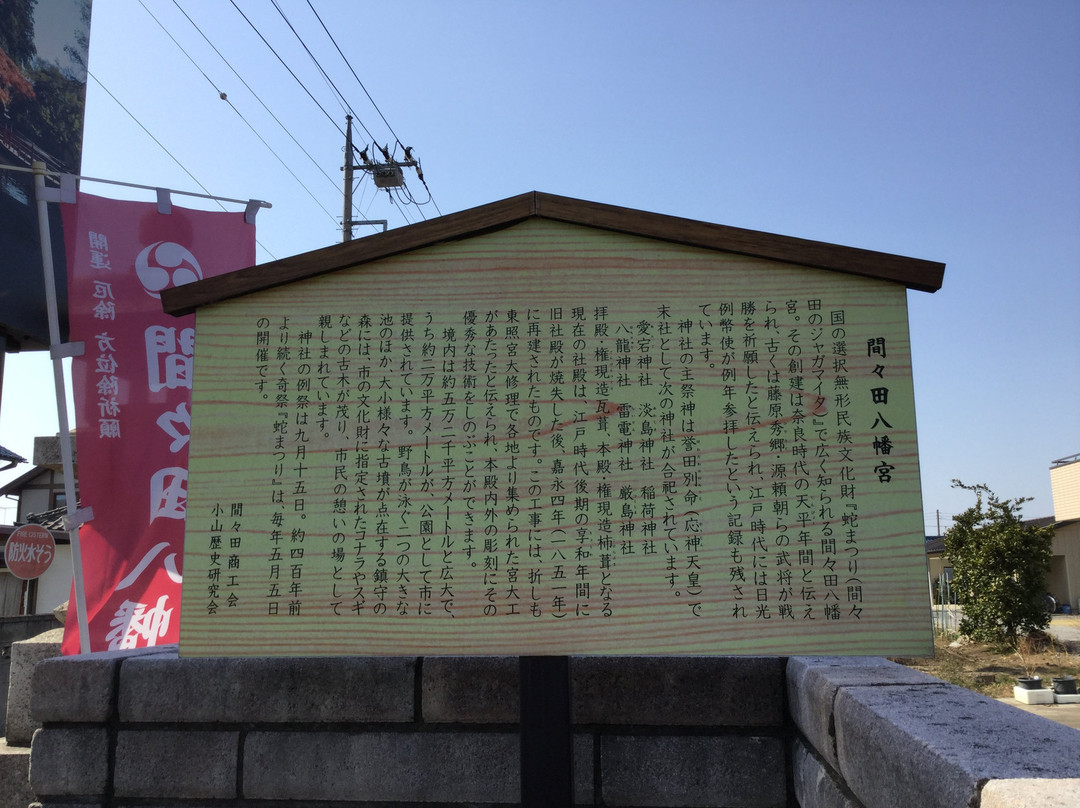 間々田八幡宮
国の選択無形民族文化財『蛇まつり(間々
田のジャガマイタ)』で広く知られる間々田八幡
宮。その創建は奈良時代の天平年間と伝え
られ、古くは藤原秀郷・源頼朝らの武将が戦
勝を祈願したと伝えられ、江戸時代には日光
例幣使が例年参拝したという記録も残され
ています。
神社の主祭神は誉田別命(応神天皇)で
末社として次の神社が合祀されています。
愛宕神社 淡島神社 稲荷神社
八龍神社 雷電神社 厳島神社
拝殿・権現造瓦葺、本殿・権現造柿葺となる
現在の社殿は、江戸時代後期の享和年間に
旧社殿が焼失した後、嘉永四年(一八五一年)
に再建されたものです。この工事には、折しも
東照宮大修理で各地より集められた宮大工
があたったと伝えられ、本殿内外の彫刻にその
優秀な技術をしのぶことができます。
境内は約五万二千平方メートルと広大で、
うち約二万平方メートルが、公園として市に
提供されています。野鳥が泳ぐ二つの大きな
池のほか、大小様々な古墳が点在する鎮守の
森には、市の文化財に指定されたコナラやスギ
などの古木が茂り、市民の憩いの場として
親しまれています。
神社の例祭は九月十五日。約四百年前
より続く奇祭『蛇まつり』は、毎年五月五日
の開催です。
間々田商工会
小山歴史研究会
間々田八幡
開運 厄除 方位除祈願
防火水そう